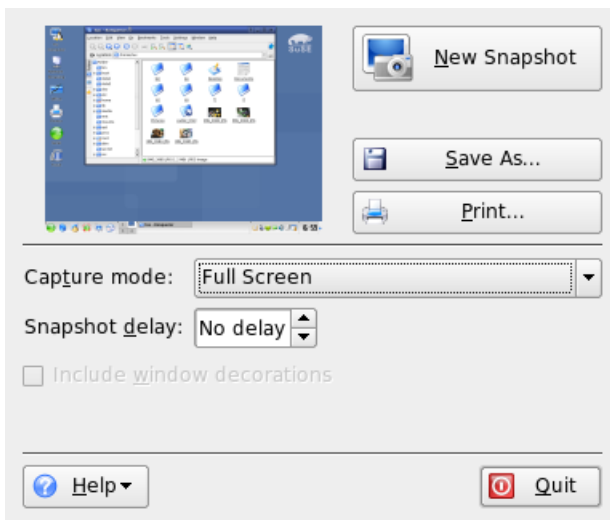 New Snapshot
Save As...
Print...
Capture mode: Full Screen
Snapshot delay: No delay
Include window decorations
Help
Quit